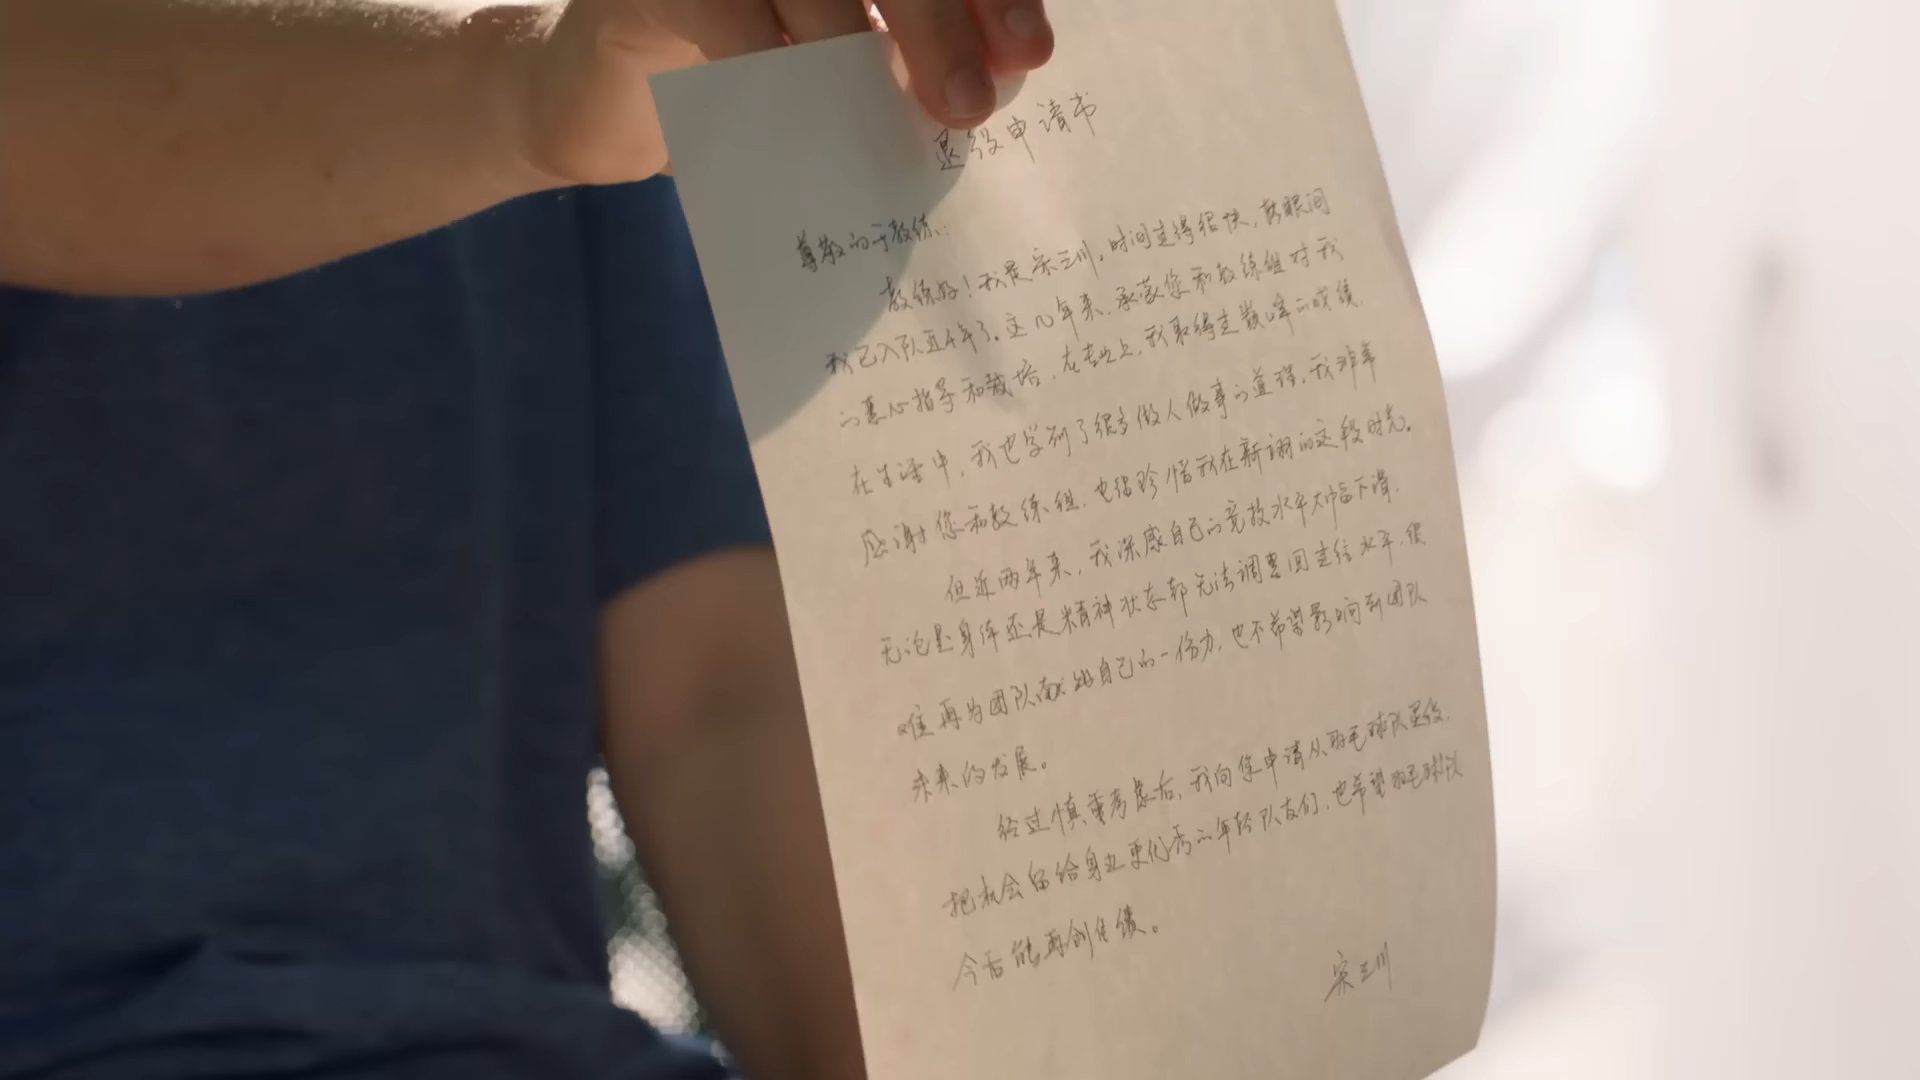 退役申请书
尊敬的于教练：
教练好！我是宋三川，时间过得很快，转眼间
我已入队近4年了。这几年来，承蒙您和教练组对我
的悉心指导和栽培，在专业上，我取得过巅峰的成绩，
在生活中，我也学到了很多做人做事的道理，我非常
感谢您和教练组，也很珍惜我在新翊的这段时光。
但近两年来，我深感自己的竞技水平大幅下滑，
无论是身体还是精神状态都无法调整回过往水平，很
难再为团队献出自己的一份力，也不希望影响到团队
未来的发展。
经过慎重考虑后，我向您申请从羽毛球队退役，
把机会留给身边更优秀的年轻队友们，也希望羽毛球队
今后能再创佳绩。
宋三川